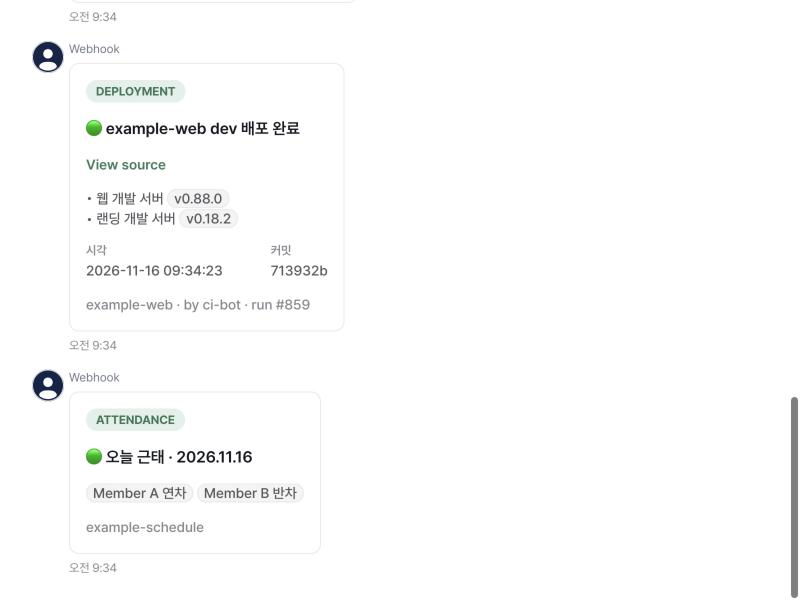 오전 9:34
Webhook
DEPLOYMENT
example-web dev 배포 완료
View source
• 웹 개발 서버 v0.88.0
• 랜딩 개발 서버 v0.18.2
시각 커밋
2026-11-16 09:34:23 713932b
example-web · by ci-bot · run #859
오전 9:34
Webhook
ATTENDANCE
오늘 근태 · 2026.11.16
Member A 연차 Member B 반차
example-schedule
오전 9:34